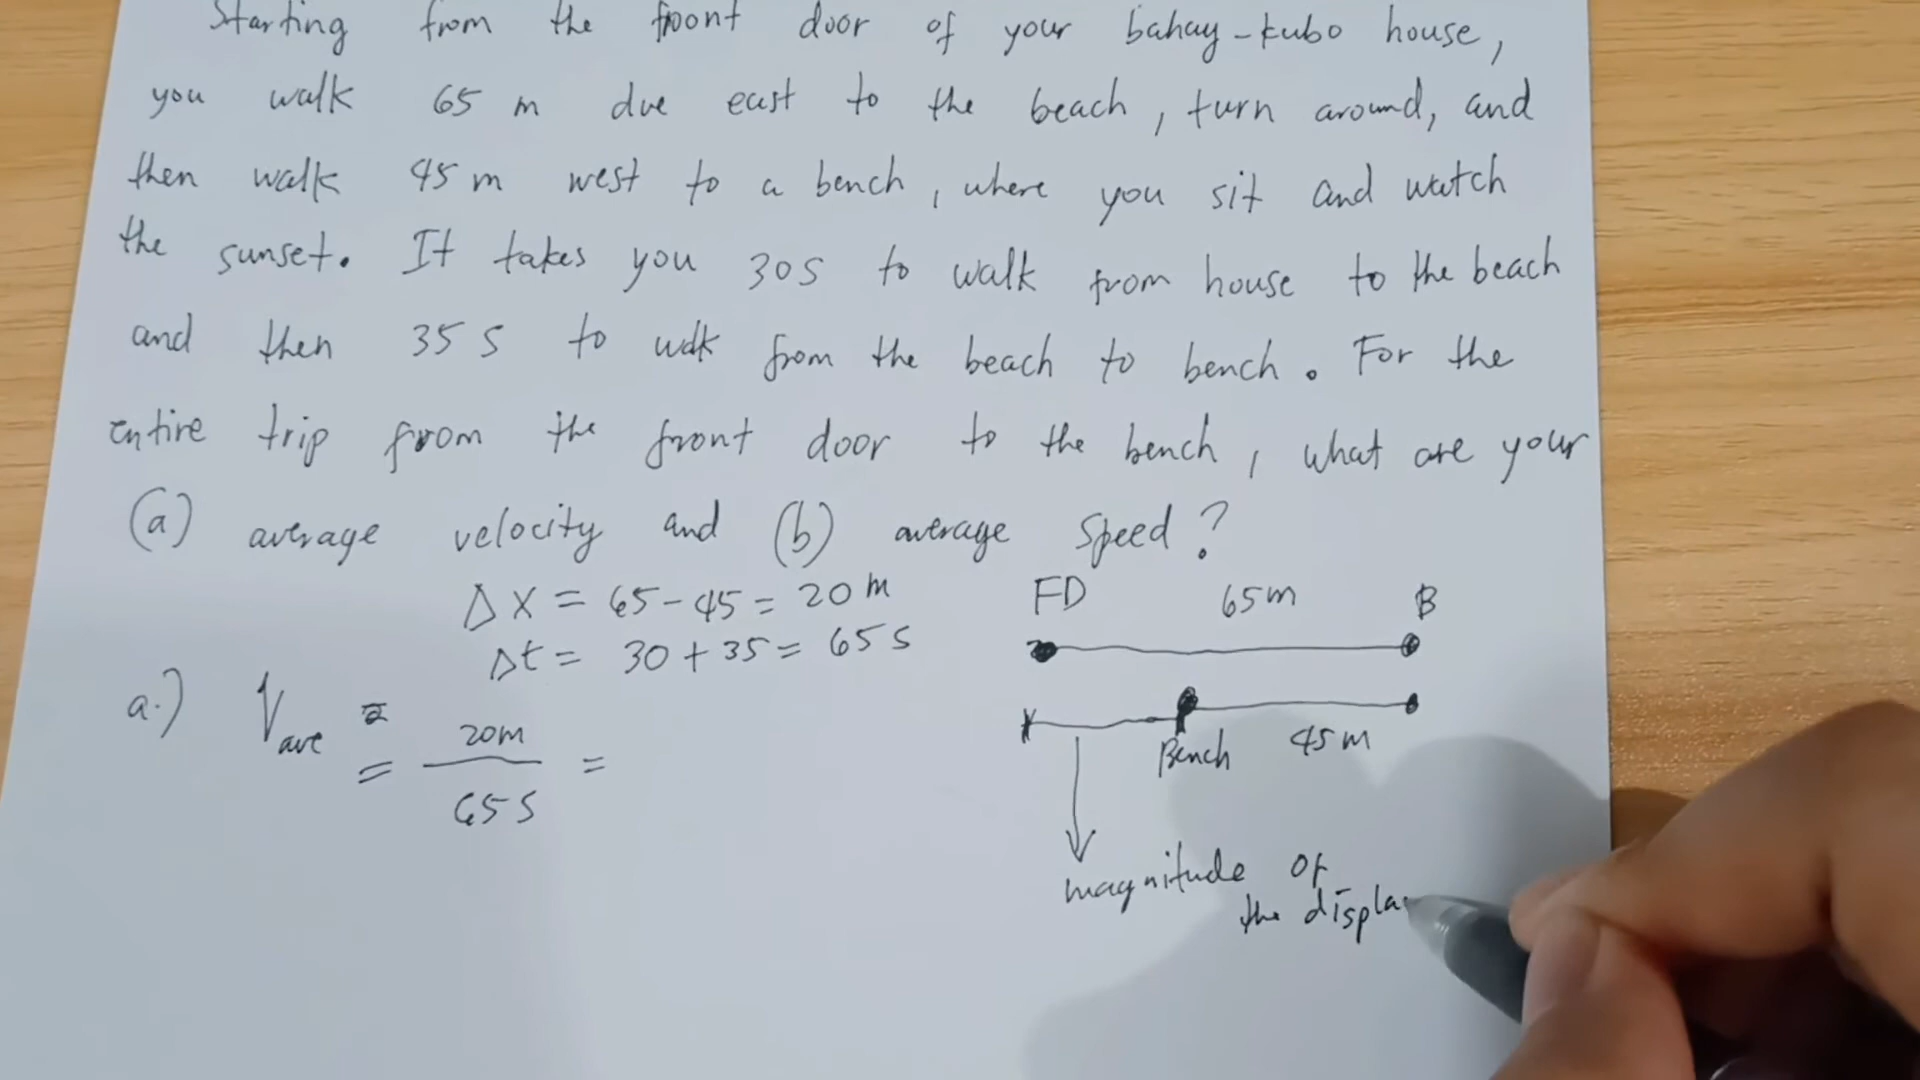 Starting from the front door of your bahay-kubo house,
you walk 65 m due east to the beach, turn around, and
then walk 45 m west to a bench, where you sit and watch
the sunset. It takes you 30s to walk from house to the beach
and then 35 s to walk from the beach to bench. For the
entire trip from the front door to the bench, what are your
(a) average velocity and (b) average speed?
Δx = 65 - 45 = 20 m
Δt = 30 + 35 = 65 s
a.) Vave = = 20m / 65 s =
FD 65m B
Bench 45 m
magnitude of
the displa